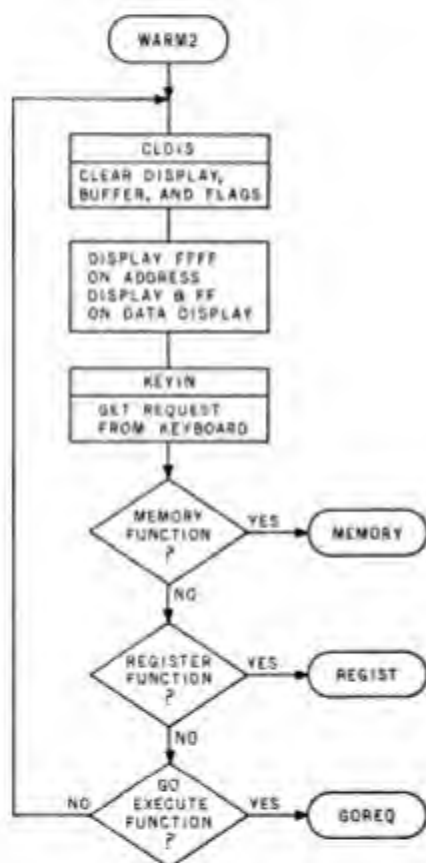 WARM2
CLDIS
CLEAR DISPLAY,
BUFFER, AND FLAGS
DISPLAY FFFF
ON ADDRESS
DISPLAY & FF
ON DATA DISPLAY
KEYIN
GET REQUEST
FROM KEYBOARD
MEMORY
FUNCTION
?
YES
MEMORY
NO
REGISTER
FUNCTION
?
YES
REGIST
NO
GO
EXECUTE
FUNCTION
?
NO
YES
GOREQ